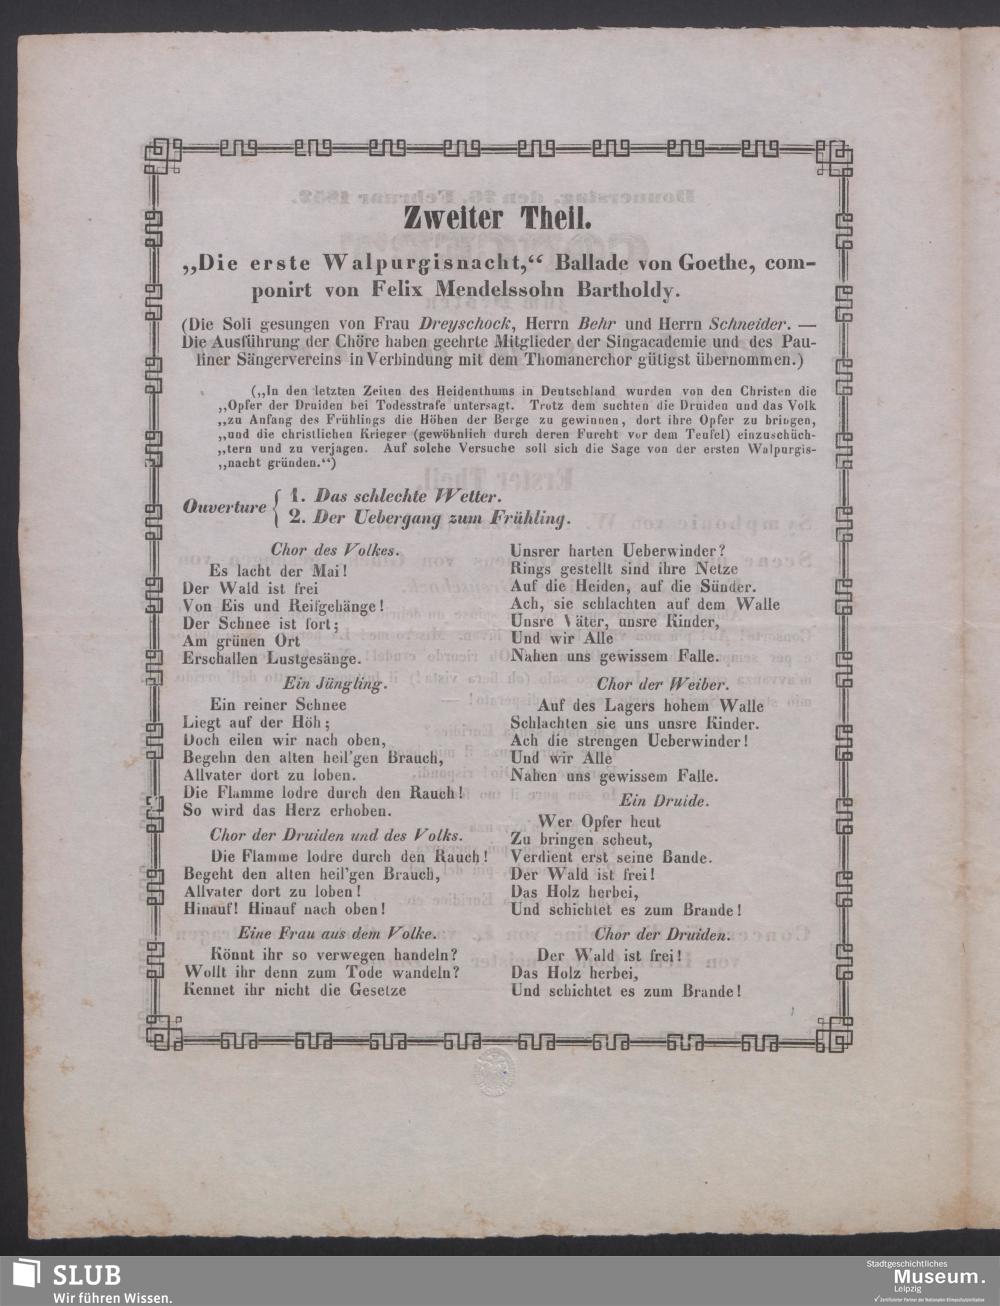 Zweiter Theil.
„Die erste Walpurgisnacht,“ Ballade von Goethe, com-
ponirt von Felix Mendelssohn Bartholdy.
(Die Soli gesungen von Frau Dreyschock, Herrn Behr und Herrn Schneider. —
Die Ausführung der Chöre haben geehrte Mitglieder der Singacademie und des Pau-
liner Sängervereins in Verbindung mit dem Thomanerchor gütigst übernommen.)
(„In den letzten Zeiten des Heidenthums in Deutschland wurden von den Christen die
„Opfer der Druiden bei Todesstrafe untersagt. Trotz dem suchten die Druiden und das Volk
„zu Anfang des Frühlings die Höhen der Berge zu gewinnen, dort ihre Opfer zu bringen,
„und die christlichen Krieger (gewöhnlich durch deren Furcht vor dem Teufel) einzuschüch-
„tern und zu verjagen. Auf solche Versuche soll sich die Sage von der ersten Walpurgis-
„nacht gründen.“)
Ouverture { 1. Das schlechte Wetter.
2. Der Uebergang zum Frühling.
Chor des Volkes.
Es lacht der Mai!
Der Wald ist frei
Von Eis und Reifgehänge!
Der Schnee ist fort;
Am grünen Ort
Erschallen Lustgesänge.
Ein Jüngling.
Ein reiner Schnee
Liegt auf der Höh;
Doch eilen wir nach oben,
Begehn den alten heil'gen Brauch,
Allvater dort zu loben.
Die Flamme lodre durch den Rauch!
So wird das Herz erhoben.
Chor der Druiden und des Volks.
Die Flamme lodre durch den Rauch!
Begeht den alten heil'gen Brauch,
Allvater dort zu loben!
Hinauf! Hinauf nach oben!
Eine Frau aus dem Volke.
Könnt ihr so verwegen handeln?
Wollt ihr denn zum Tode wandeln?
Kennet ihr nicht die Gesetze
Unsrer harten Ueberwinder?
Rings gestellt sind ihre Netze
Auf die Heiden, auf die Sünder.
Ach, sie schlachten auf dem Walle
Unsre Väter, unsre Kinder,
Und wir Alle
Nahen uns gewissem Falle.
Chor der Weiber.
Auf des Lagers hohem Walle
Schlachten sie uns unsre Kinder.
Ach die strengen Ueberwinder!
Und wir Alle
Nahen uns gewissem Falle.
Ein Druide.
Wer Opfer heut
Zu bringen scheut,
Verdient erst seine Bande.
Der Wald ist frei!
Das Holz herbei,
Und schichtet es zum Brande!
Chor der Druiden.
Der Wald ist frei!
Das Holz herbei,
Und schichtet es zum Brande!
SLUB
Wir führen Wissen.
Stadtgeschichtliches
Museum.
Leipzig
Zertifizierter Partner der Nationalen Klimaschutzinitiative